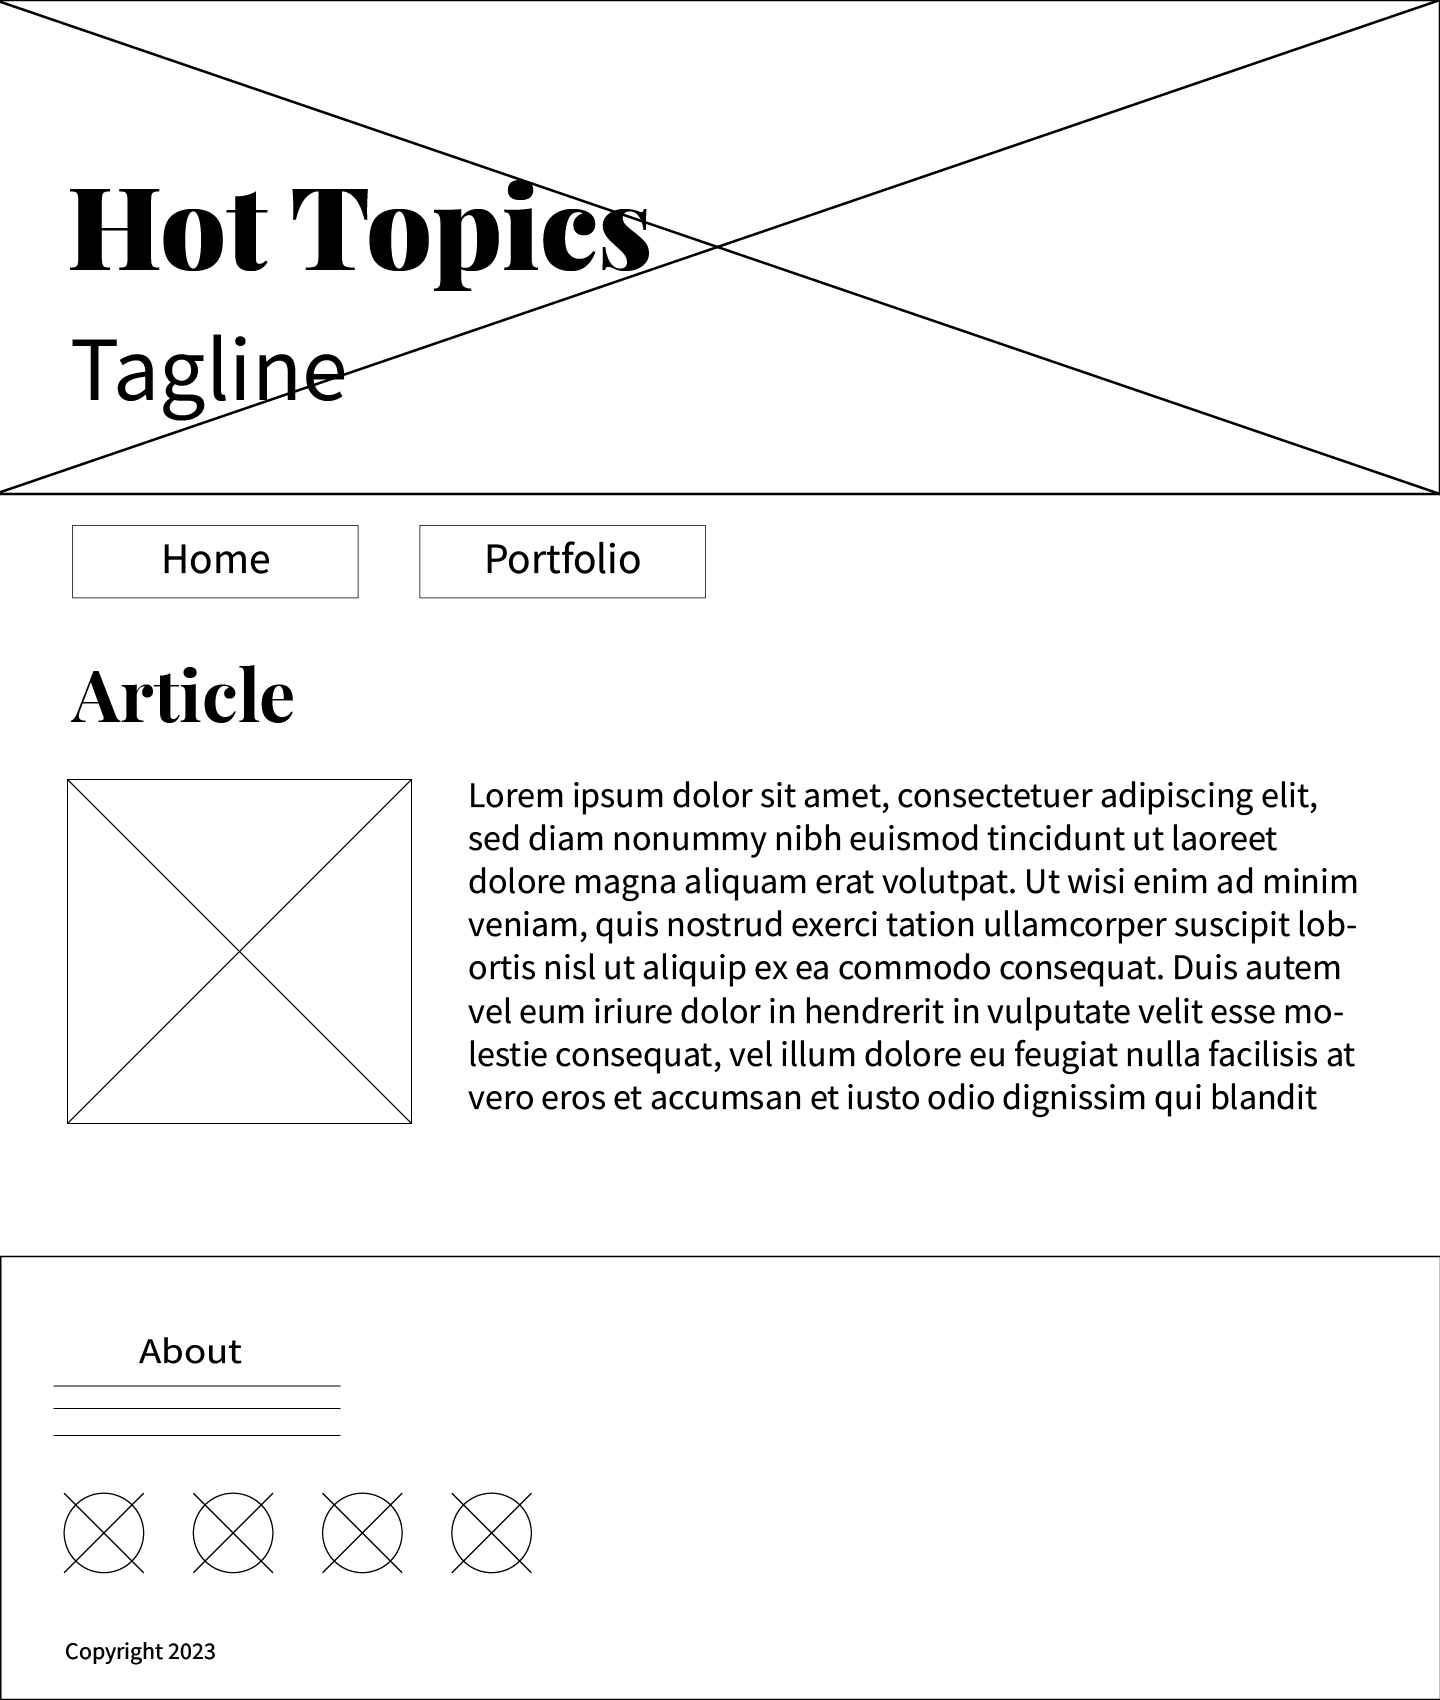 Hot Topics
Tagline
Home
Portfolio
Article
Lorem ipsum dolor sit amet, consectetuer adipiscing elit,
sed diam nonummy nibh euismod tincidunt ut laoreet
dolore magna aliquam erat volutpat. Ut wisi enim ad minim
veniam, quis nostrud exerci tation ullamcorper suscipit lob-
ortis nisl ut aliquip ex ea commodo consequat. Duis autem
vel eum iriure dolor in hendrerit in vulputate velit esse mo-
lestie consequat, vel illum dolore eu feugiat nulla facilisis at
vero eros et accumsan et iusto odio dignissim qui blandit
About
Copyright 2023